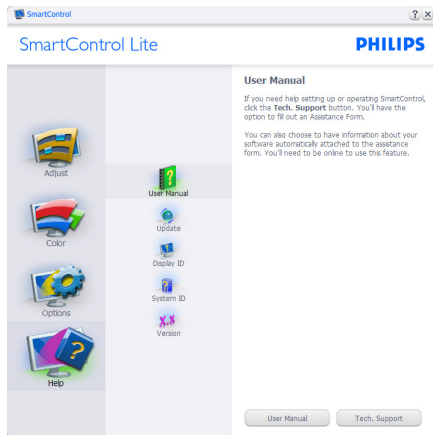 SmartControl
SmartControl Lite
PHILIPS
Adjust
Color
Options
Help
User Manual
Update
Display ID
System ID
X.X
Version
User Manual
If you need help setting up or operating SmartControl,
click the Tech. Support button. You'll have the
option to fill out an Assistance Form.
You can also choose to have information about your
software automatically attached to the assistance
form. You'll need to be online to use this feature.
User Manual
Tech. Support